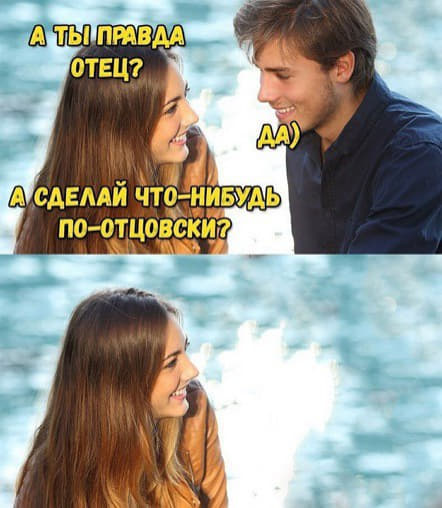 А ТЫ ПРАВДА
ОТЕЦ?
ДА)
А СДЕЛАЙ ЧТО-НИБУДЬ
ПО-ОТЦОВСКИ?